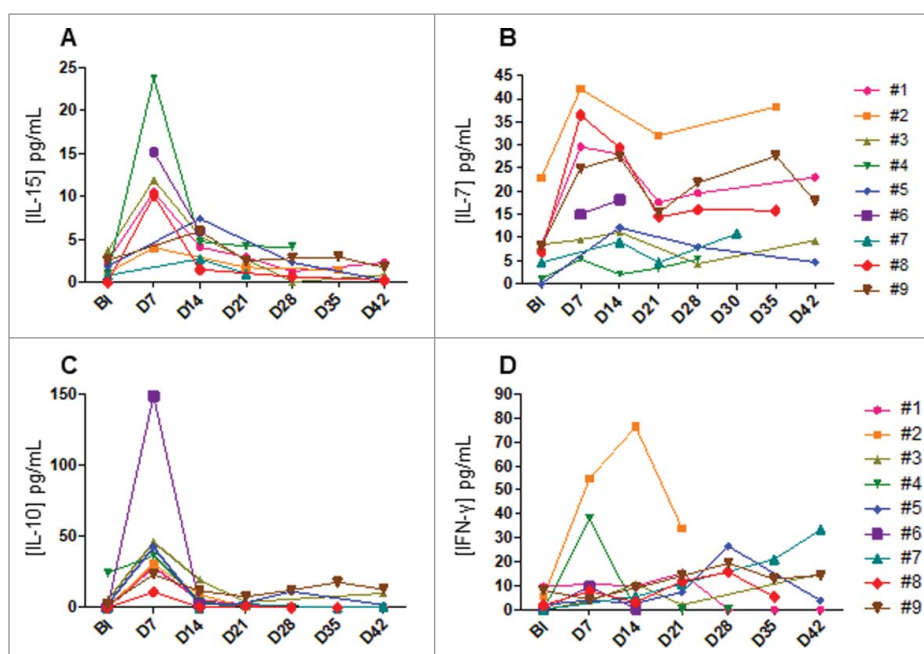 A
[IL-15] pg/mL
25
20
15
10
5
0
BI
D7
D14
D21
D28
D35
D42
B
[IL-7] pg/mL
45
40
35
30
25
20
15
10
5
0
BI
D7
D14
D21
D28
D30
D35
D42
#1
#2
#3
#4
#5
#6
#7
#8
#9
C
[IL-10] pg/mL
150
100
50
0
BI
D7
D14
D21
D28
D35
D42
D
[IFN-γ] pg/mL
90
80
70
60
50
40
30
20
10
0
BI
D7
D14
D21
D28
D35
D42
#1
#2
#3
#4
#5
#6
#7
#8
#9